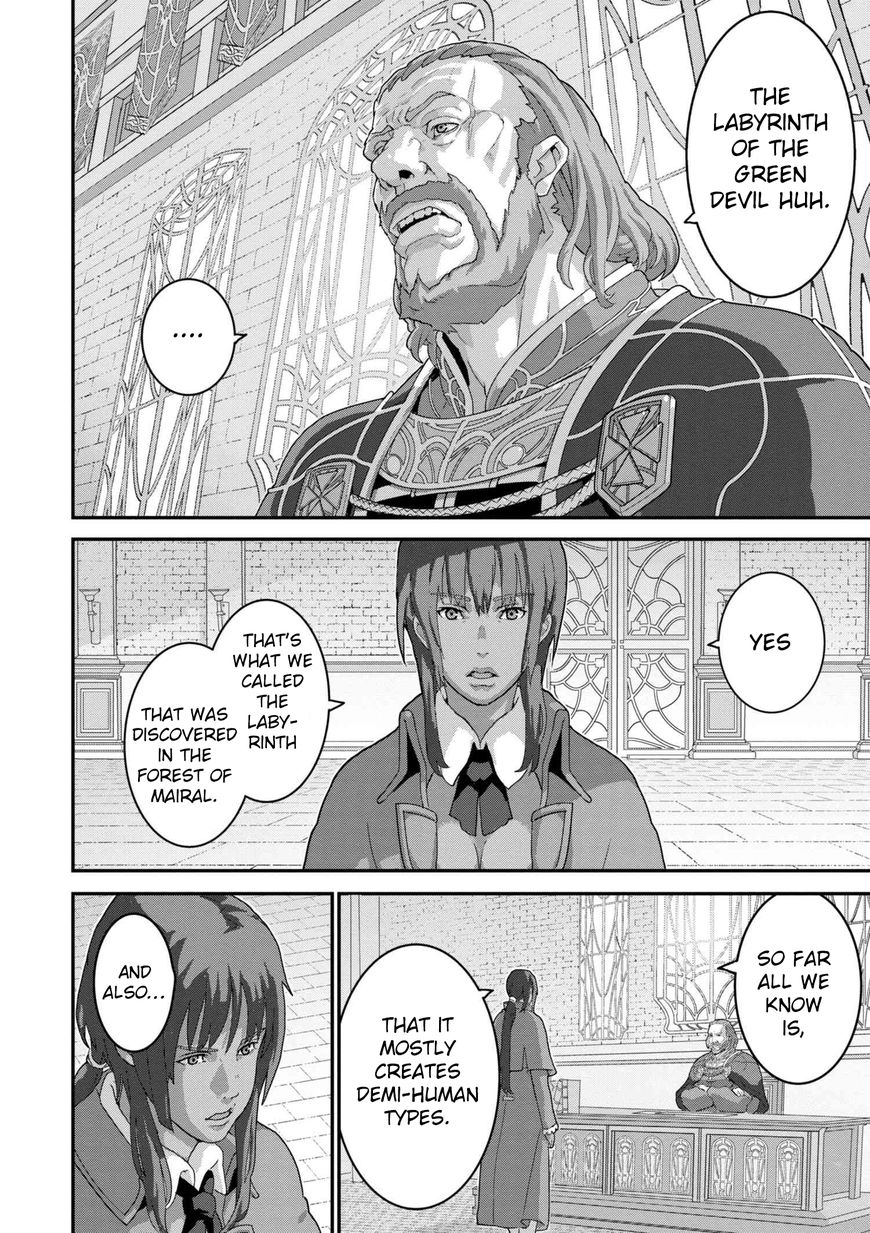 THE
LABYRINTH
OF THE
GREEN
DEVIL HUH.
....
YES
THAT'S
WHAT WE
CALLED
THE
LABY-
RINTH
THAT WAS
DISCOVERED
IN THE
FOREST OF
MAIRAL.
SO FAR
ALL WE
KNOW
IS,
THAT IT
MOSTLY
CREATES
DEMI-HUMAN
TYPES.
AND
ALSO...